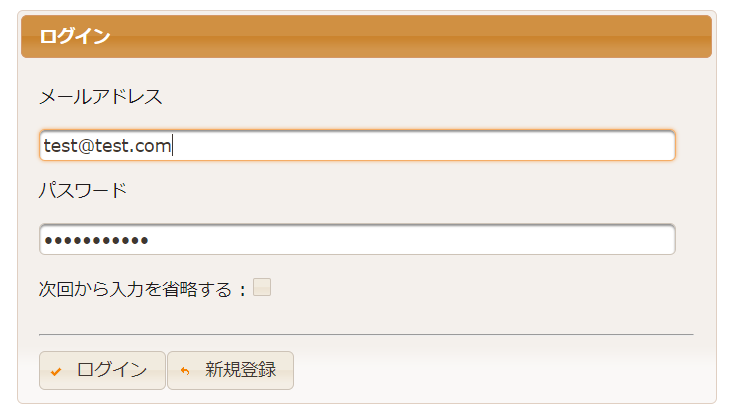 ログイン
メールアドレス
test@test.com
パスワード
•••••••••••
次回から入力を省略する :
ログイン 新規登録